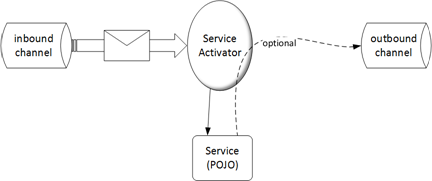 inbound
channel
Service
Activator
optional
outbound
channel
Service
(POJO)